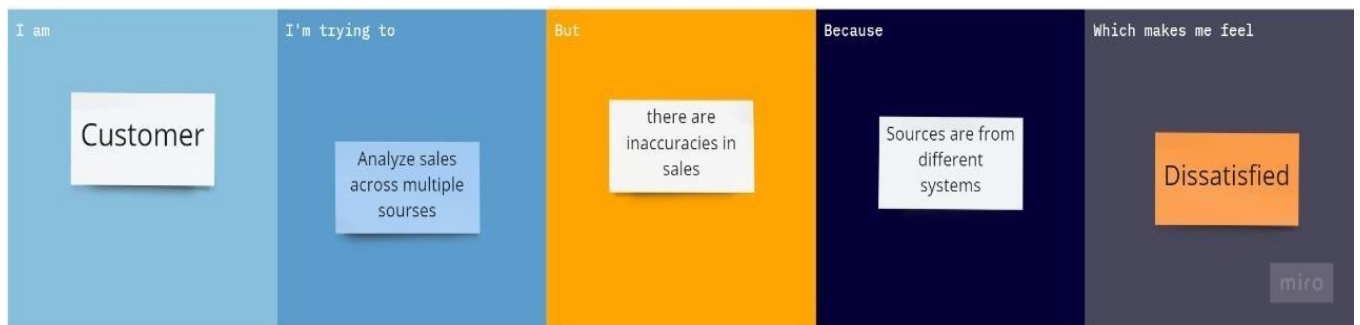 I am
Customer
I'm trying to
Analyze sales
across multiple
sourses
But
there are
inaccuracies in
sales
Because
Sources are from
different
systems
Which makes me feel
Dissatisfied
miro